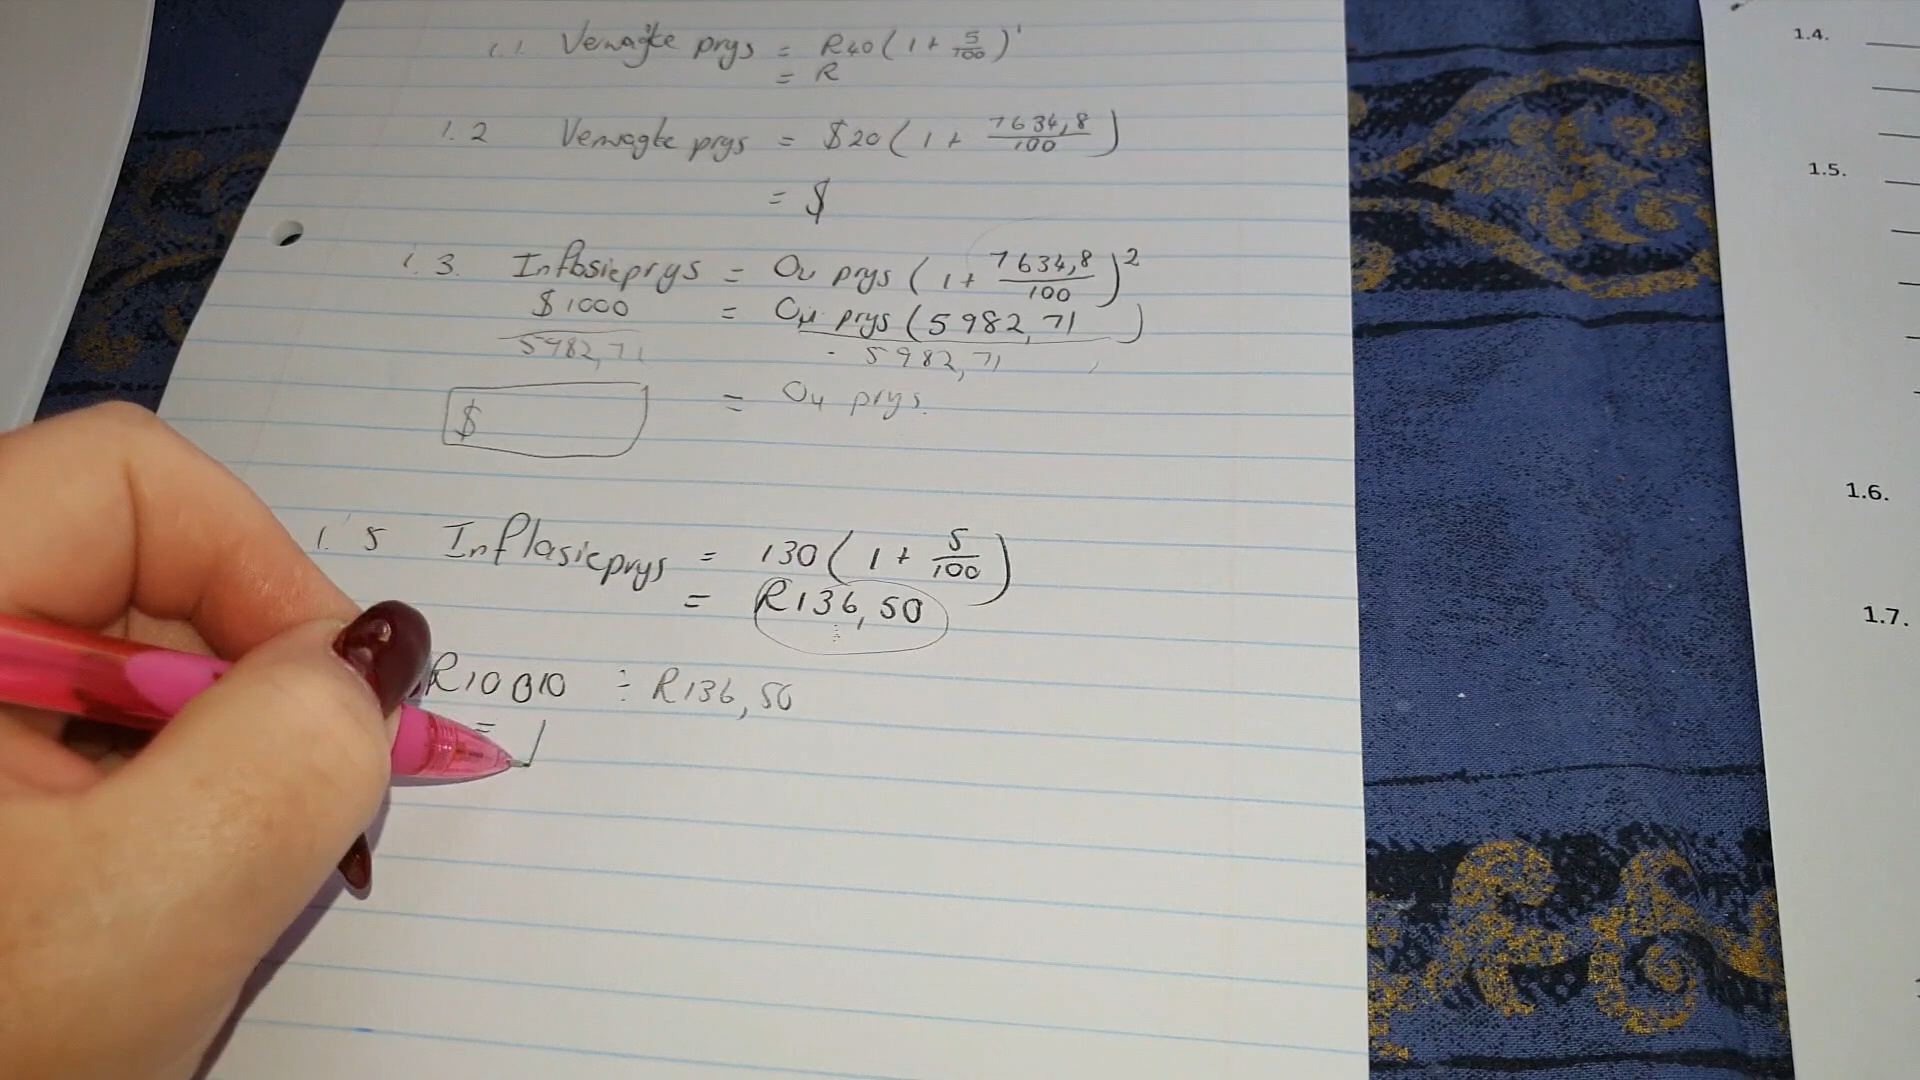 1.1 Verwagte prys = R40 ( 1 + 5/100 )¹
= R
1.2 Verwagte prys = $20 ( 1 + 7634,8/100 )
= $
1.3. Inflasieprys = Ou prys ( 1 + 7634,8/100 )²
$1000 = Ou prys ( 5982,71 )
5982,71 5982,71
$ = Ou prys.
1.5 Inflasieprys = 130 ( 1 + 5/100 )
= R136,50
R10010 ÷ R136,50
=
1.4.
1.5.
1.6.
1.7.